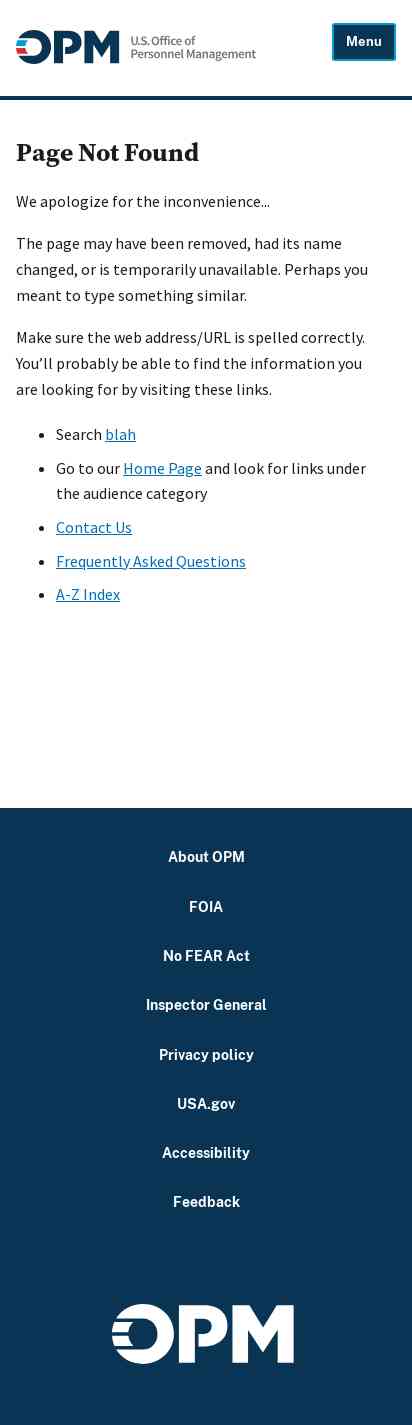 OPM U.S. Office of
Personnel Management
Menu
Page Not Found
We apologize for the inconvenience...
The page may have been removed, had its name
changed, or is temporarily unavailable. Perhaps you
meant to type something similar.
Make sure the web address/URL is spelled correctly.
You’ll probably be able to find the information you
are looking for by visiting these links.
Search blah
Go to our Home Page and look for links under
the audience category
Contact Us
Frequently Asked Questions
A-Z Index
About OPM
FOIA
No FEAR Act
Inspector General
Privacy policy
USA.gov
Accessibility
Feedback
OPM